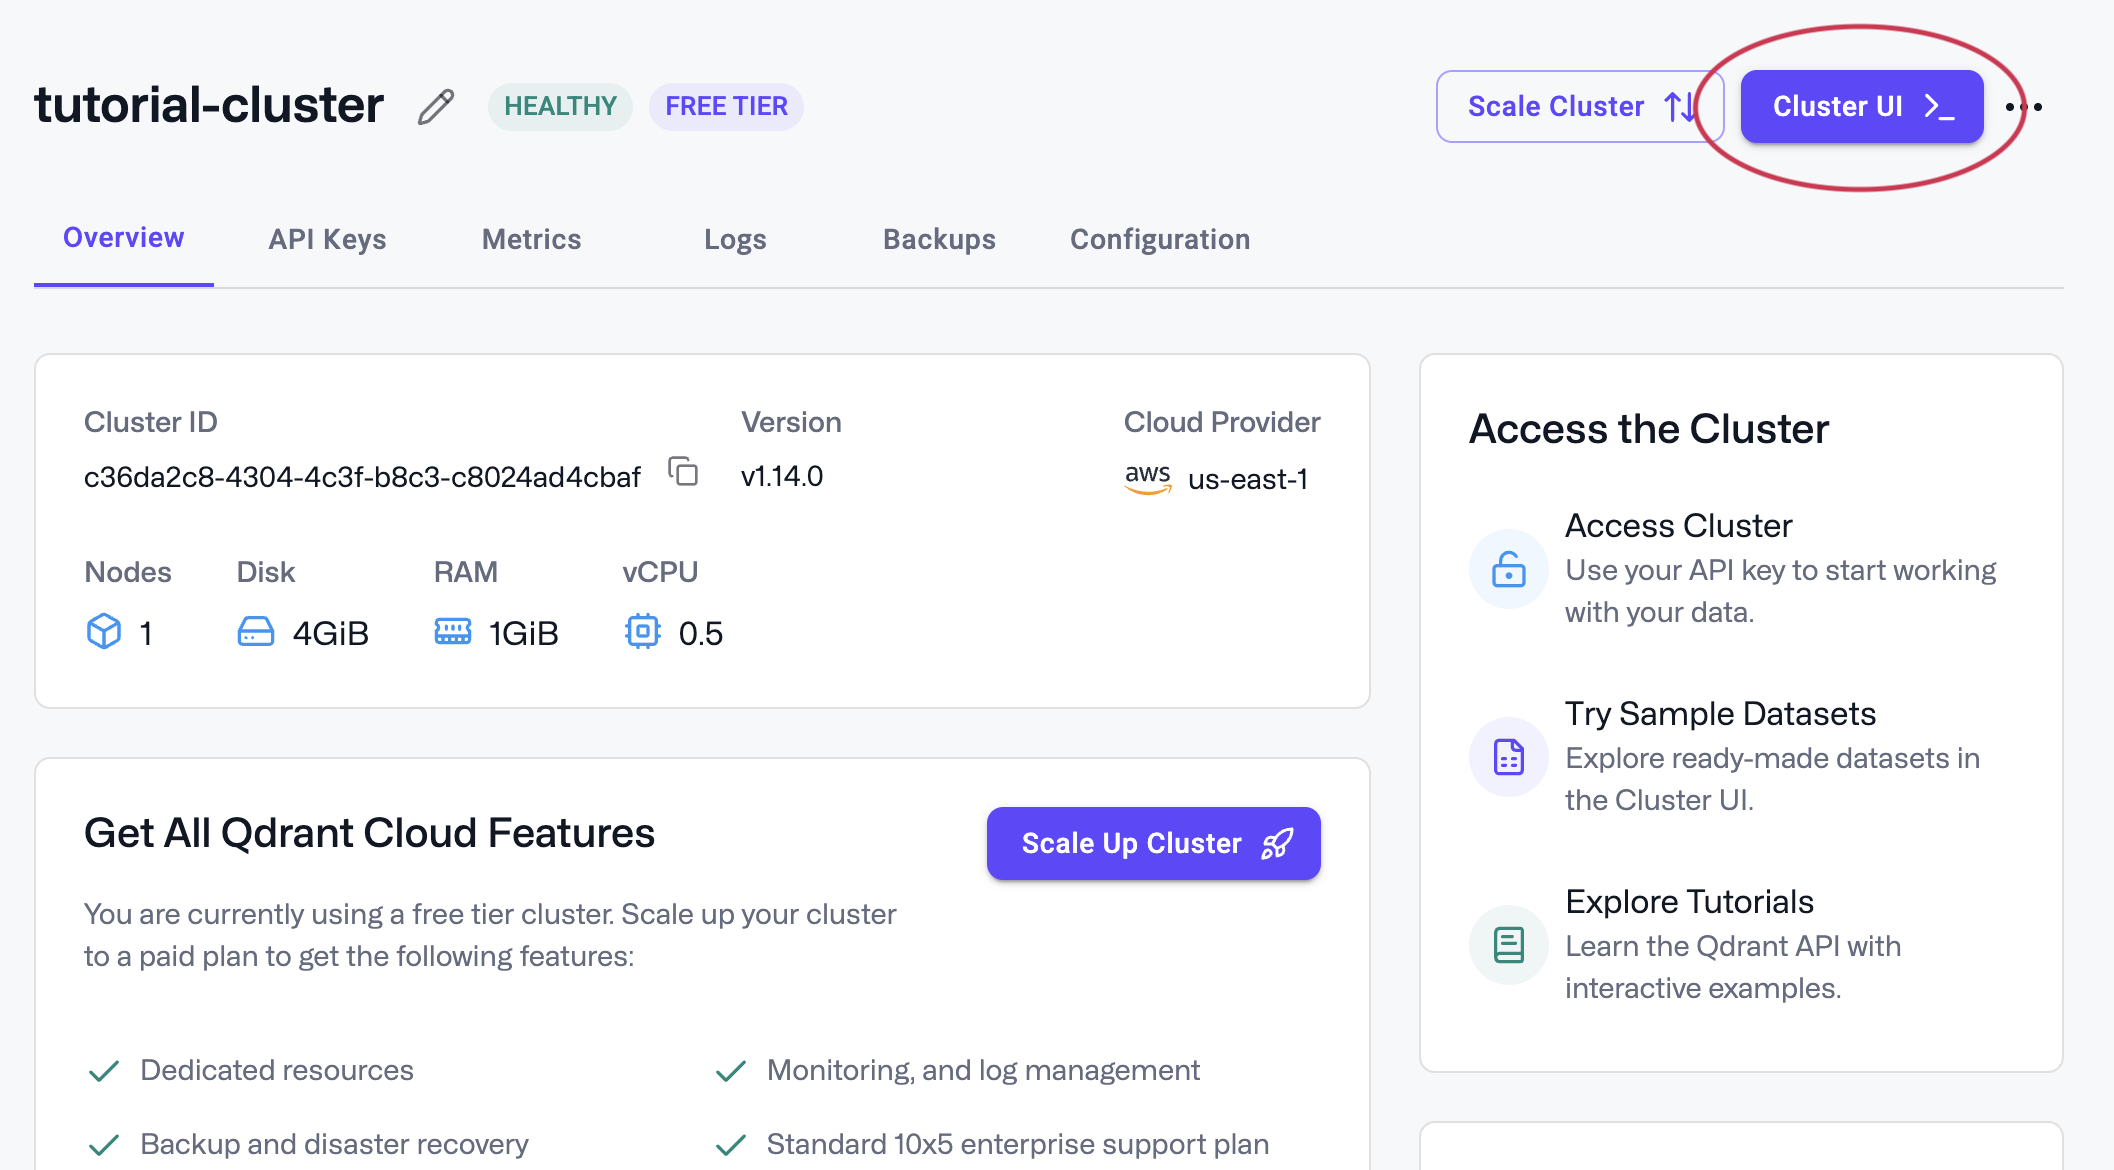 tutorial-cluster HEALTHY FREE TIER Scale Cluster Cluster UI
Overview API Keys Metrics Logs Backups Configuration
Cluster ID Version Cloud Provider
c36da2c8-4304-4c3f-b8c3-c8024ad4cbaf v1.14.0 aws us-east-1
Nodes Disk RAM vCPU
1 4GiB 1GiB 0.5
Get All Qdrant Cloud Features
Scale Up Cluster
You are currently using a free tier cluster. Scale up your cluster
to a paid plan to get the following features:
Dedicated resources Monitoring, and log management
Backup and disaster recovery Standard 10x5 enterprise support plan
Access the Cluster
Access Cluster
Use your API key to start working
with your data.
Try Sample Datasets
Explore ready-made datasets in
the Cluster UI.
Explore Tutorials
Learn the Qdrant API with
interactive examples.